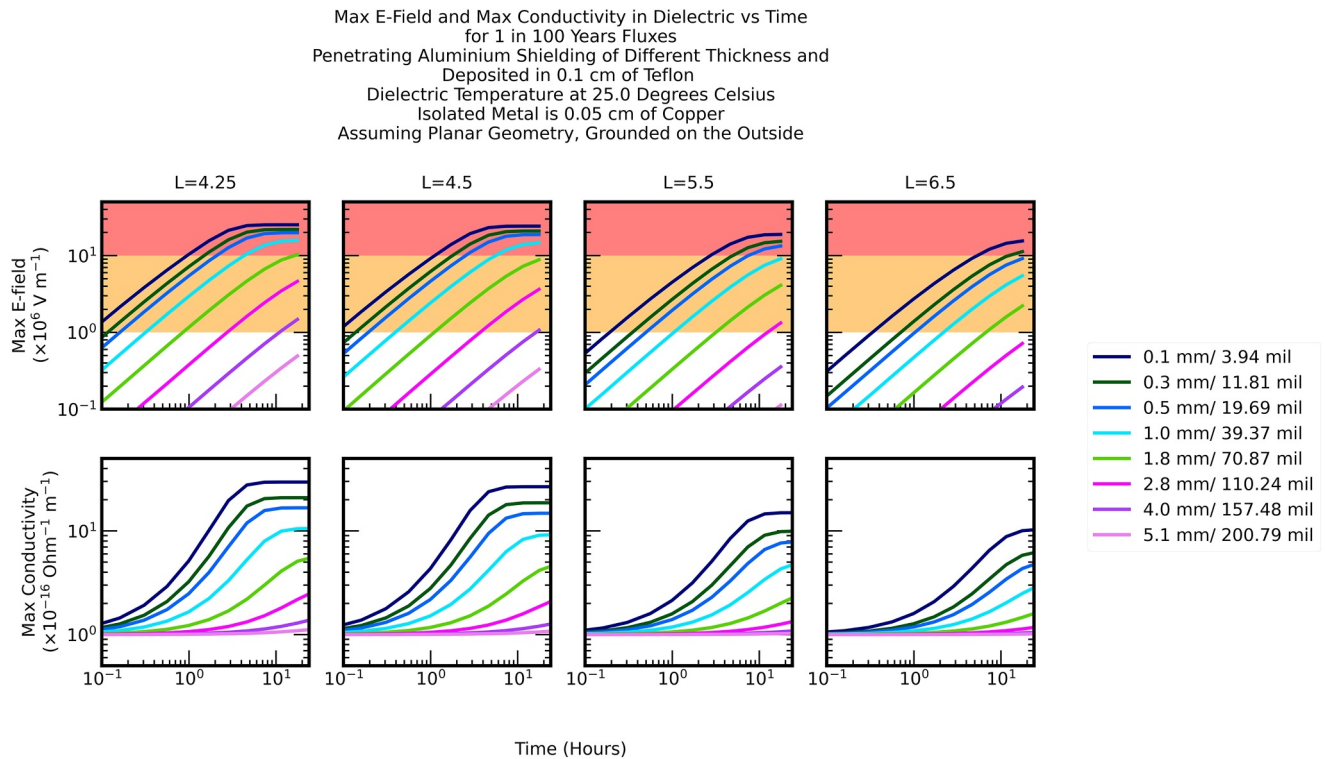 Max E-Field and Max Conductivity in Dielectric vs Time
for 1 in 100 Years Fluxes
Penetrating Aluminium Shielding of Different Thickness and
Deposited in 0.1 cm of Teflon
Dielectric Temperature at 25.0 Degrees Celsius
Isolated Metal is 0.05 cm of Copper
Assuming Planar Geometry, Grounded on the Outside
L=4.25 L=4.5 L=5.5 L=6.5
Max E-field
(×10⁶ V m⁻¹)
10¹
10⁰
10⁻¹
0.1 mm/ 3.94 mil
0.3 mm/ 11.81 mil
0.5 mm/ 19.69 mil
1.0 mm/ 39.37 mil
1.8 mm/ 70.87 mil
2.8 mm/ 110.24 mil
4.0 mm/ 157.48 mil
5.1 mm/ 200.79 mil
Max Conductivity
(×10⁻¹⁶ Ohm⁻¹ m⁻¹)
10¹
10⁰
10⁻¹ 10⁰ 10¹ 10⁻¹ 10⁰ 10¹ 10⁻¹ 10⁰ 10¹ 10⁻¹ 10⁰ 10¹
Time (Hours)